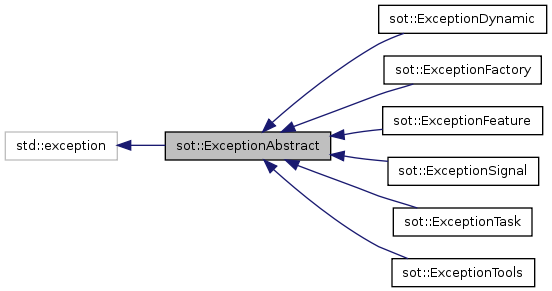 sot::ExceptionDynamic
sot::ExceptionFactory
sot::ExceptionFeature
std::exception
sot::ExceptionAbstract
sot::ExceptionSignal
sot::ExceptionTask
sot::ExceptionTools